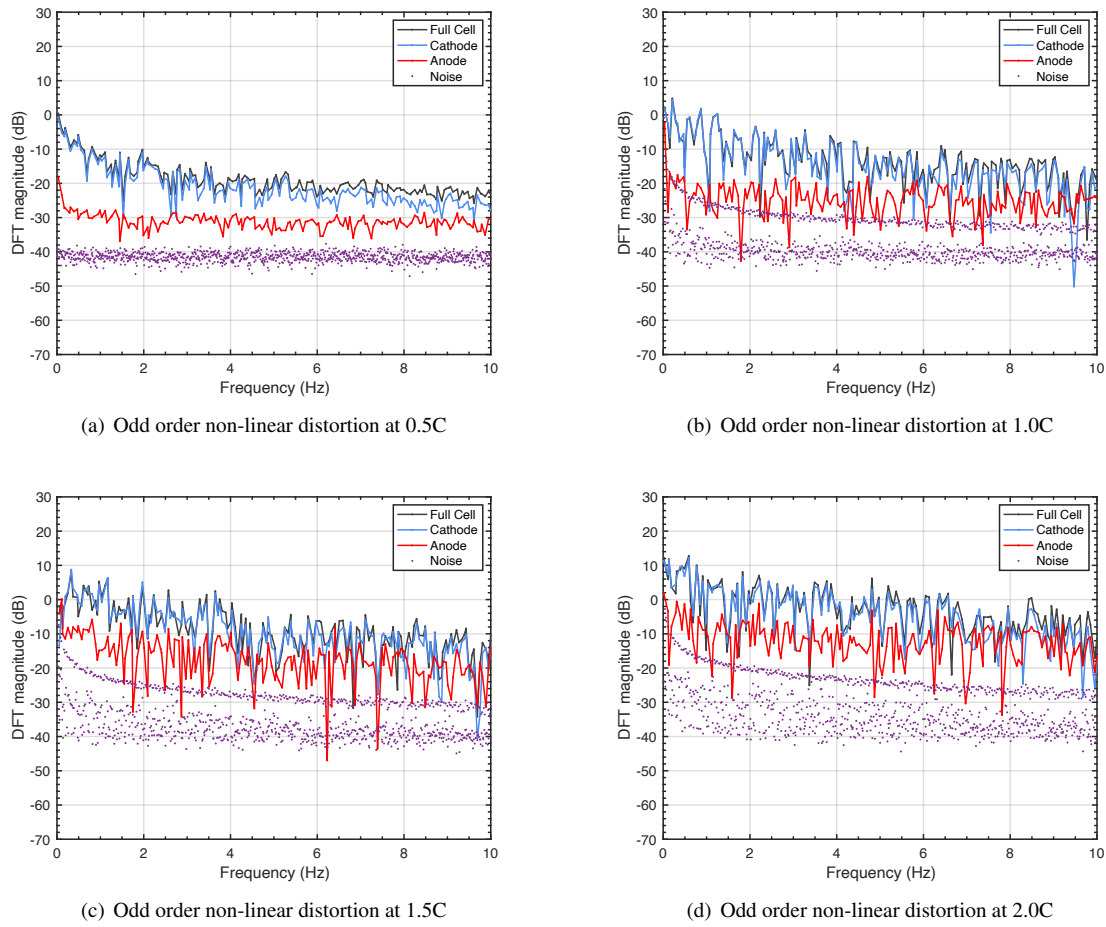 30
20
10
0
-10
-20
-30
-40
-50
-60
-70
DFT magnitude (dB)
0 2 4 6 8 10
Frequency (Hz)
Full Cell
Cathode
Anode
Noise
(a) Odd order non-linear distortion at 0.5C
30
20
10
0
-10
-20
-30
-40
-50
-60
-70
DFT magnitude (dB)
0 2 4 6 8 10
Frequency (Hz)
Full Cell
Cathode
Anode
Noise
(b) Odd order non-linear distortion at 1.0C
30
20
10
0
-10
-20
-30
-40
-50
-60
-70
DFT magnitude (dB)
0 2 4 6 8 10
Frequency (Hz)
Full Cell
Cathode
Anode
Noise
(c) Odd order non-linear distortion at 1.5C
30
20
10
0
-10
-20
-30
-40
-50
-60
-70
DFT magnitude (dB)
0 2 4 6 8 10
Frequency (Hz)
Full Cell
Cathode
Anode
Noise
(d) Odd order non-linear distortion at 2.0C